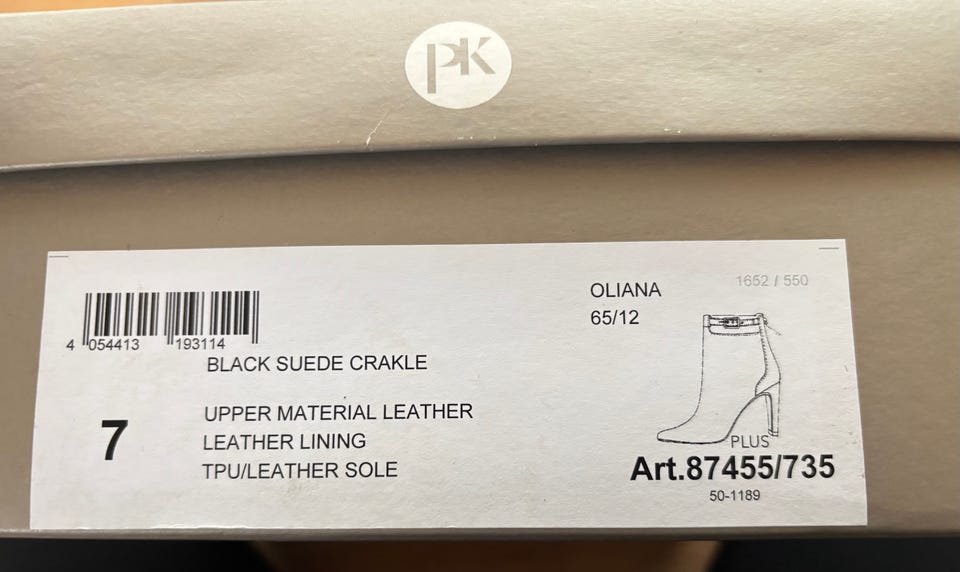 PK
1652 / 550
OLIANA
65/12
4 054413 193114
BLACK SUEDE CRAKLE
7
UPPER MATERIAL LEATHER
LEATHER LINING
TPU/LEATHER SOLE
PLUS
Art.87455/735
50-1189